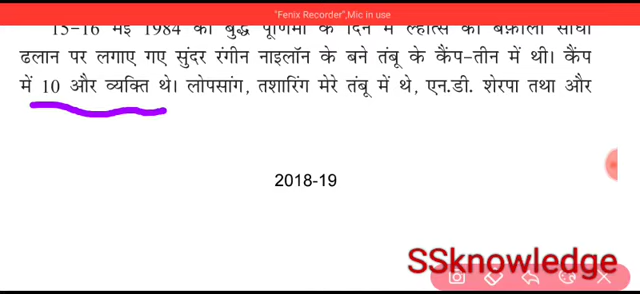 "Fenix Recorder",Mic in use
15-16 मई 1984 को बुद्ध पूर्णिमा के दिन मैं ल्होत्से की बर्फ़ीली सीधी
ढलान पर लगाए गए सुंदर रंगीन नाइलॉन के बने तंबू के कैंप-तीन में थी। कैंप
में 10 और व्यक्ति थे। लोपसांग, तशारिंग मेरे तंबू में थे, एन.डी. शेरपा तथा और
2018-19
SSknowledge